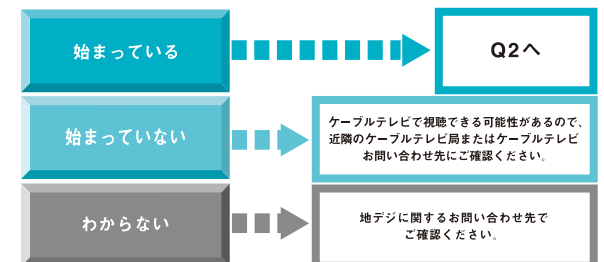 始まっている
Q2へ
始まっていない
ケーブルテレビで視聴できる可能性があるので、
近隣のケーブルテレビ局またはケーブルテレビ
お問い合わせ先にご確認ください。
わからない
地デジに関するお問い合わせ先で
ご確認ください。